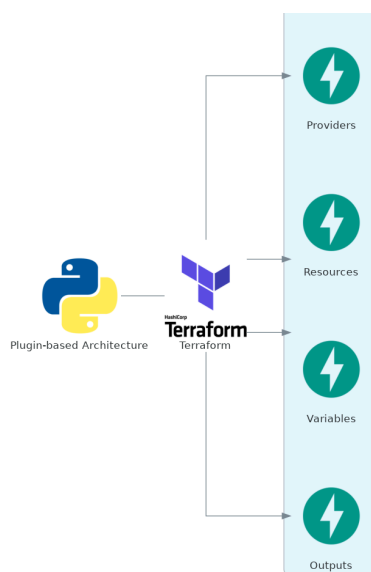 Providers
Resources
HashiCorp
Terraform
Plugin-based Architecture
Terraform
Variables
Outputs